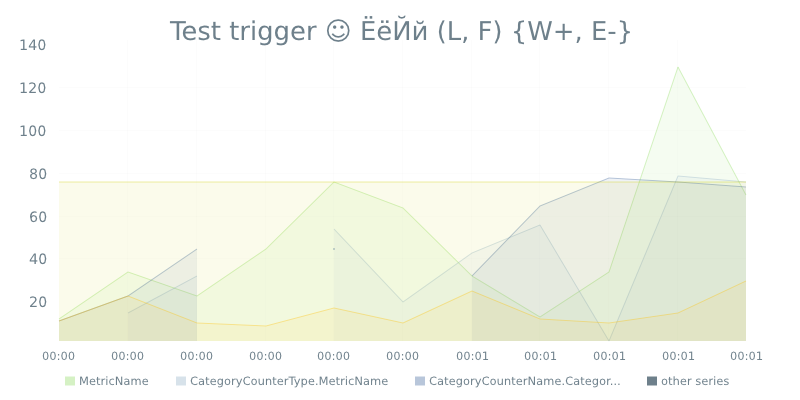 Test trigger ☺ ЁёЙй (L, F) {W+, E-}
140
120
100
80
60
40
20
00:00 00:00 00:00 00:00 00:00 00:00 00:01 00:01 00:01 00:01 00:01
MetricName CategoryCounterType.MetricName CategoryCounterName.Categor... other series